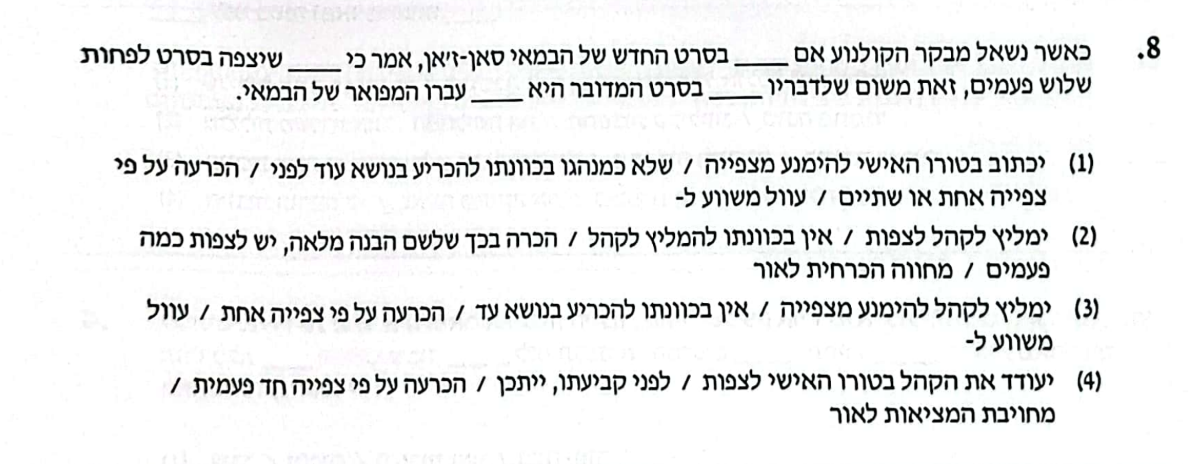 8. כאשר נשאל מבקר הקולנוע אם ____ בסרט החדש של הבמאי סאן-ז'אן, אמר כי ____ שיצפה בסרט לפחות
שלוש פעמים, זאת משום שלדבריו ____ בסרט המדובר היא ____ עברו המפואר של הבמאי.
(1) יכתוב בטורו האישי להימנע מצפייה / שלא כמנהגו בכוונתו להכריע בנושא עוד לפני / הכרעה על פי
צפייה אחת או שתיים / עוול משווע ל-
(2) ימליץ לקהל לצפות / אין בכוונתו להמליץ לקהל / הכרה בכך שלשם הבנה מלאה, יש לצפות כמה
פעמים / מחווה הכרחית לאור
(3) ימליץ לקהל להימנע מצפייה / אין בכוונתו להכריע בנושא עד / הכרעה על פי צפייה אחת / עוול
משווע ל-
(4) יעודד את הקהל בטורו האישי לצפות / לפני קביעתו, ייתכן / הכרעה על פי צפייה חד פעמית /
מחויבת המציאות לאור